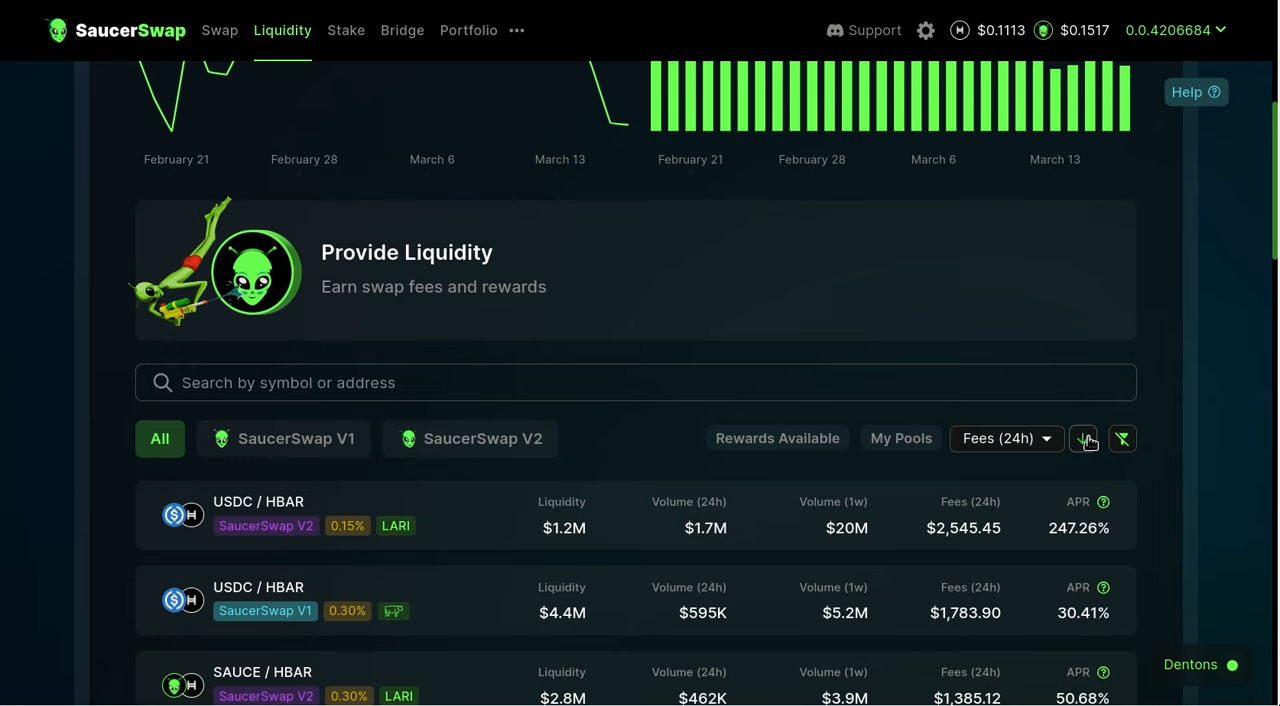 SaucerSwap Swap Liquidity Stake Bridge Portfolio ••• Support $0.1113 $0.1517 0.0.4206684
Help
February 21 February 28 March 6 March 13 February 21 February 28 March 6 March 13
Provide Liquidity
Earn swap fees and rewards
Search by symbol or address
All SaucerSwap V1 SaucerSwap V2 Rewards Available My Pools Fees (24h)
USDC / HBAR Liquidity Volume (24h) Volume (1w) Fees (24h) APR
SaucerSwap V2 0.15% LARI $1.2M $1.7M $20M $2,545.45 247.26%
USDC / HBAR Liquidity Volume (24h) Volume (1w) Fees (24h) APR
SaucerSwap V1 0.30% $4.4M $595K $5.2M $1,783.90 30.41%
Dentons
SAUCE / HBAR Liquidity Volume (24h) Volume (1w) Fees (24h) APR
SaucerSwap V2 0.30% LARI $2.8M $462K $3.9M $1,385.12 50.68%